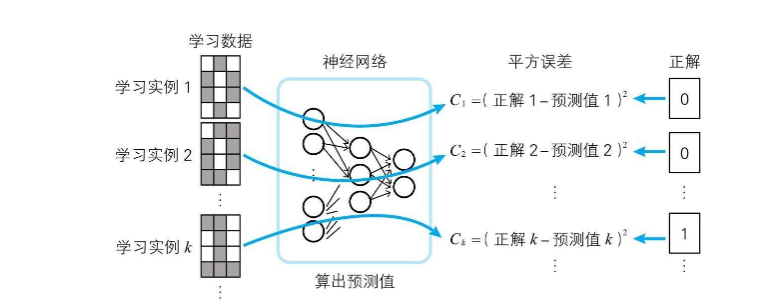 学习数据
神经网络
平方误差
正解
学习实例 1
C₁=( 正解 1-预测值 1 )²
0
学习实例 2
C₂=( 正解 2-预测值 2 )²
0
⋮
⋮
⋮
⋮
学习实例 k
Cₖ=( 正解 k-预测值 k )²
1
⋮
⋮
⋮
算出预测值